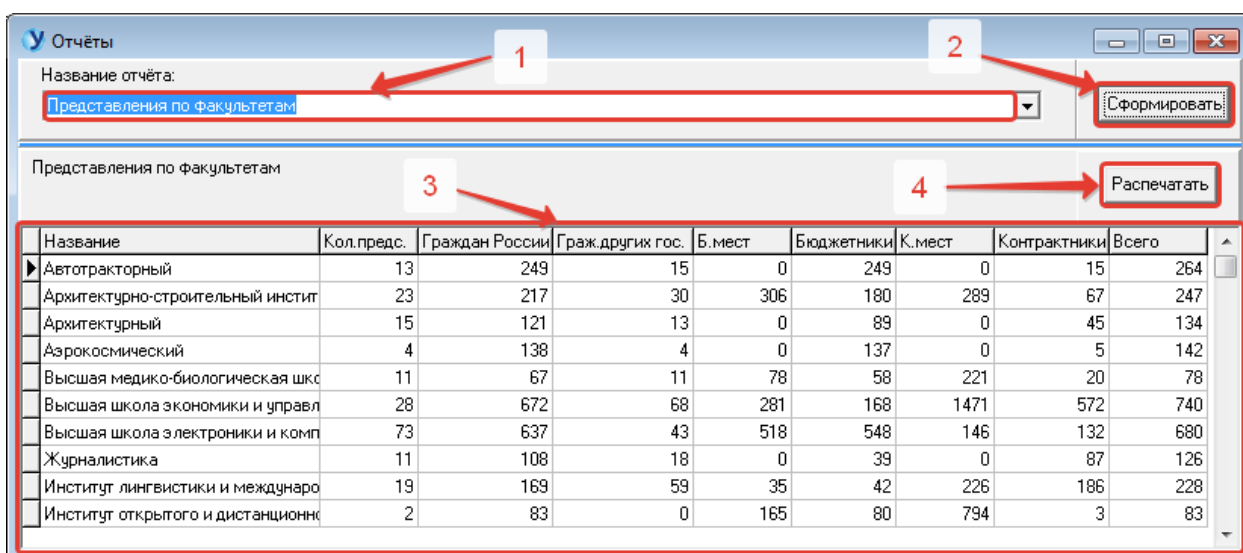 Отчёты
1
2
Название отчёта:
Представления по факультетам
Сформировать
Представления по факультетам
3
4
Распечатать
Название Кол.предс. Граждан России Граж.других гос. Б.мест Бюджетники К.мест Контрактники Всего
Автотракторный 13 249 15 0 249 0 15 264
Архитектурно-строительный инстит 23 217 30 306 180 289 67 247
Архитектурный 15 121 13 0 89 0 45 134
Аэрокосмический 4 138 4 0 137 0 5 142
Высшая медико-биологическая шко 11 67 11 78 58 221 20 78
Высшая школа экономики и управл 28 672 68 281 168 1471 572 740
Высшая школа электроники и комп 73 637 43 518 548 146 132 680
Журналистика 11 108 18 0 39 0 87 126
Институт лингвистики и междунаро 19 169 59 35 42 226 186 228
Институт открытого и дистанционно 2 83 0 165 80 794 3 83